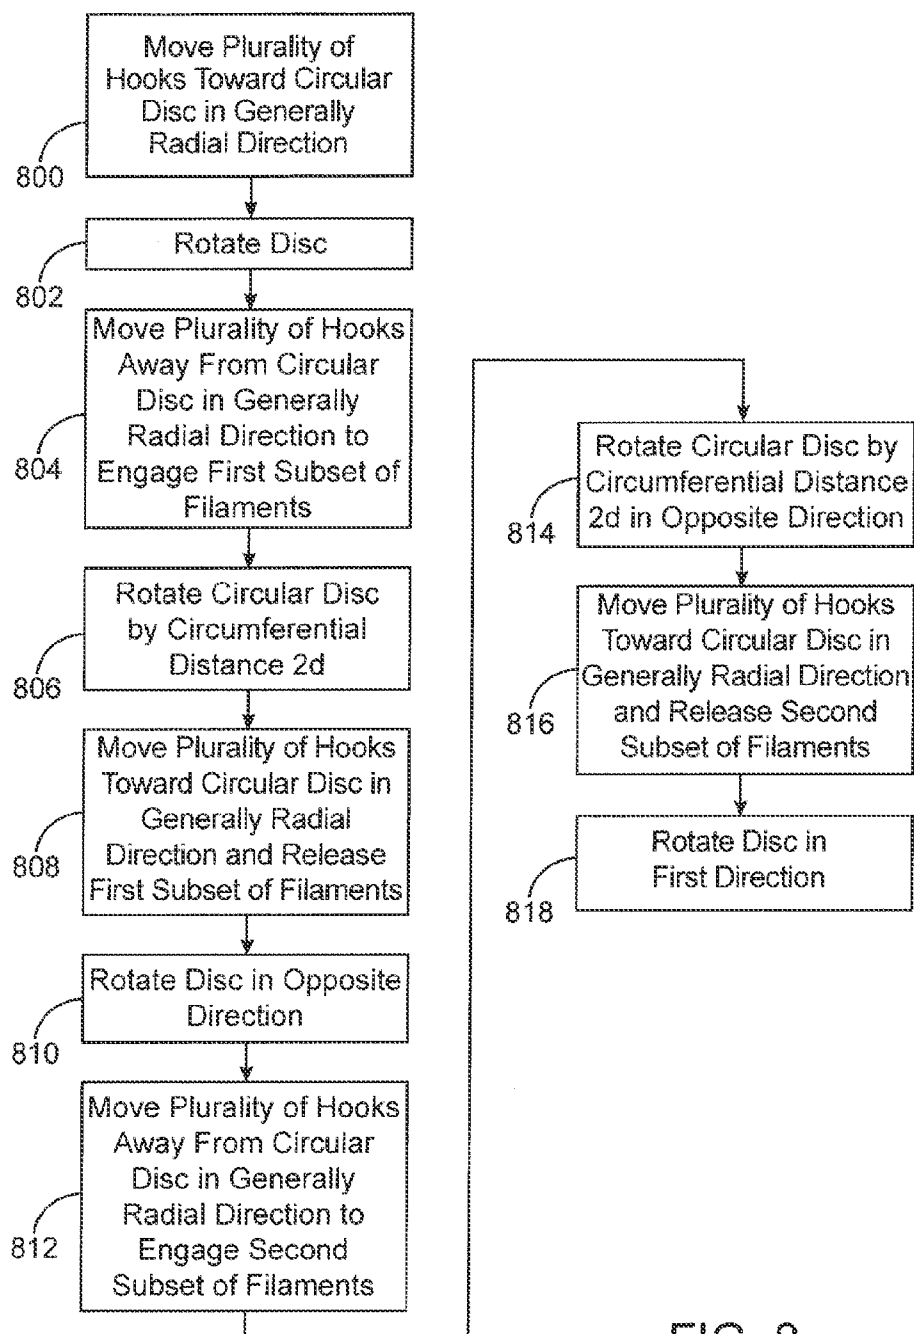 Move Plurality of
Hooks Toward Circular
Disc in Generally
Radial Direction
800
Rotate Disc
802
Move Plurality of Hooks
Away From Circular
Disc in Generally
Radial Direction to
Engage First Subset of
Filaments
804
Rotate Circular Disc
by Circumferential
Distance 2d
806
Move Plurality of Hooks
Toward Circular Disc in
Generally Radial
Direction and Release
First Subset of Filaments
808
Rotate Disc in Opposite
Direction
810
Move Plurality of Hooks
Away From Circular
Disc in Generally
Radial Direction to
Engage Second
Subset of Filaments
812
Rotate Circular Disc by
Circumferential Distance
2d in Opposite Direction
814
Move Plurality of Hooks
Toward Circular Disc in
Generally Radial Direction
and Release Second
Subset of Filaments
816
Rotate Disc in
First Direction
818
FIG. 8